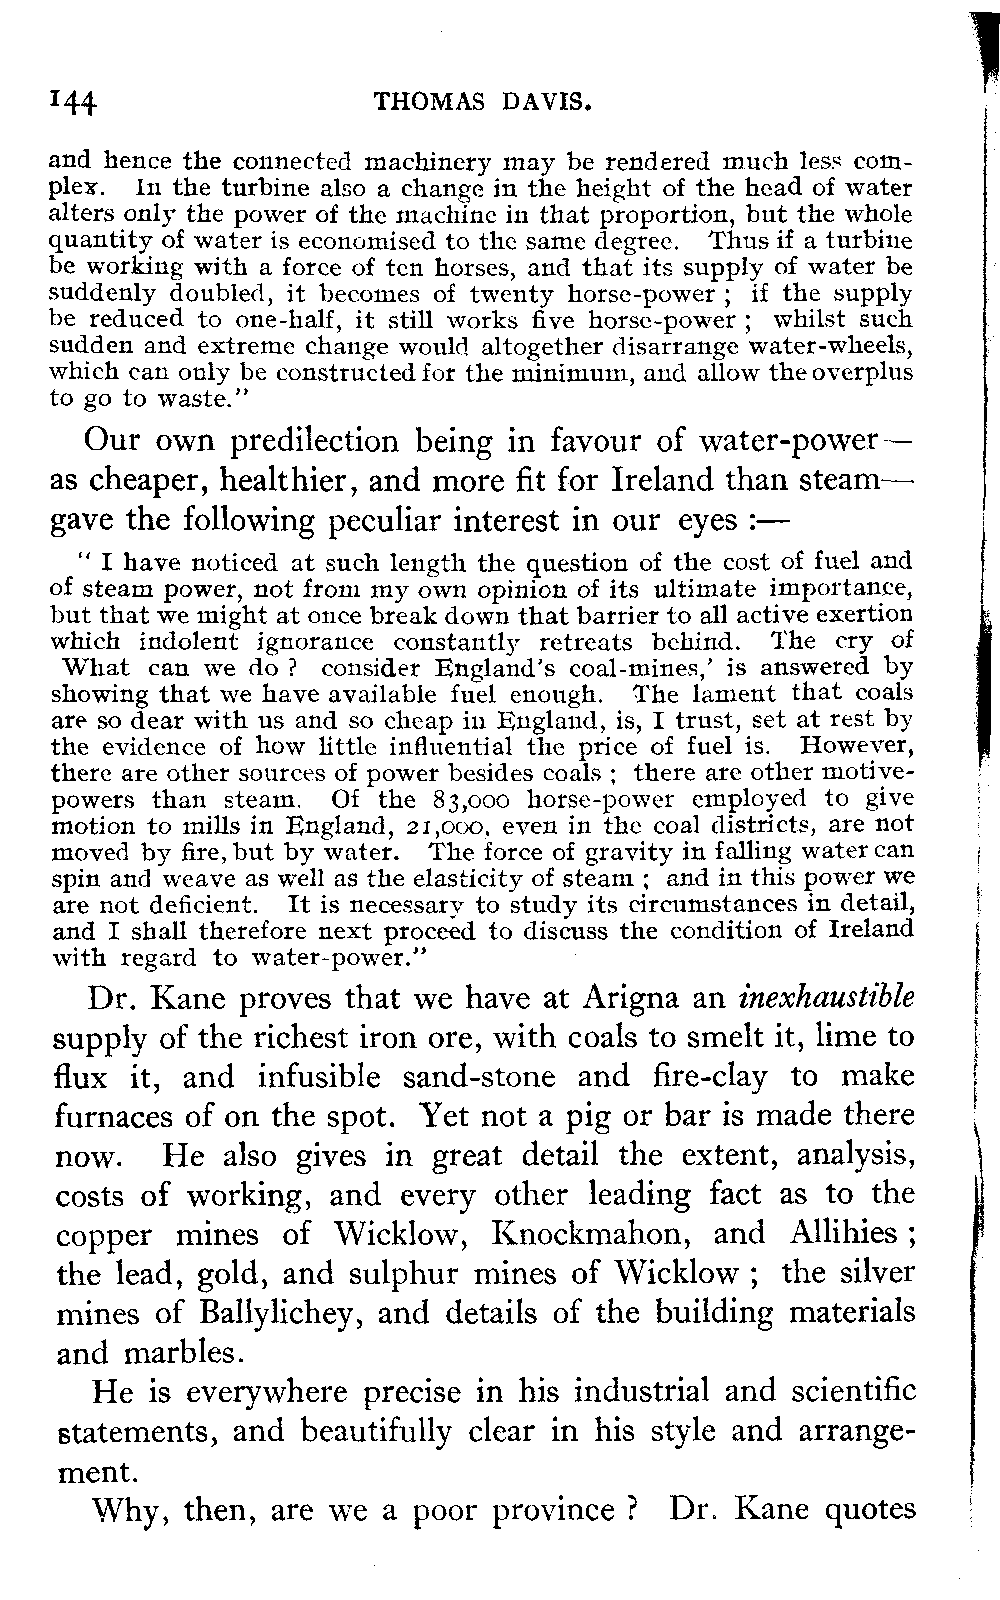 144 THOMAS DAVIS.
and hence the connected machinery may be rendered much less com-
plex. In the turbine also a change in the height of the head of water
alters only the power of the machine in that proportion, but the whole
quantity of water is economised to the same degree. Thus if a turbine
be working with a force of ten horses, and that its supply of water be
suddenly doubled, it becomes of twenty horse-power ; if the supply
be reduced to one-half, it still works five horse-power ; whilst such
sudden and extreme change would altogether disarrange water-wheels,
which can only be constructed for the minimum, and allow the overplus
to go to waste."
Our own predilection being in favour of water-power—
as cheaper, healthier, and more fit for Ireland than steam—
gave the following peculiar interest in our eyes :—
" I have noticed at such length the question of the cost of fuel and
of steam power, not from my own opinion of its ultimate importance,
but that we might at once break down that barrier to all active exertion
which indolent ignorance constantly retreats behind. The cry of
What can we do ? consider England's coal-mines,' is answered by
showing that we have available fuel enough. The lament that coals
are so dear with us and so cheap in England, is, I trust, set at rest by
the evidence of how little influential the price of fuel is. However,
there are other sources of power besides coals ; there are other motive-
powers than steam. Of the 83,000 horse-power employed to give
motion to mills in England, 21,000, even in the coal districts, are not
moved by fire, but by water. The force of gravity in falling water can
spin and weave as well as the elasticity of steam ; and in this power we
are not deficient. It is necessary to study its circumstances in detail,
and I shall therefore next proceed to discuss the condition of Ireland
with regard to water-power."
Dr. Kane proves that we have at Arigna an inexhaustible
supply of the richest iron ore, with coals to smelt it, lime to
flux it, and infusible sand-stone and fire-clay to make
furnaces of on the spot. Yet not a pig or bar is made there
now. He also gives in great detail the extent, analysis,
costs of working, and every other leading fact as to the
copper mines of Wicklow, Knockmahon, and Allihies ;
the lead, gold, and sulphur mines of Wicklow ; the silver
mines of Ballylichey, and details of the building materials
and marbles.
He is everywhere precise in his industrial and scientific
statements, and beautifully clear in his style and arrange-
ment.
Why, then, are we a poor province ? Dr. Kane quotes